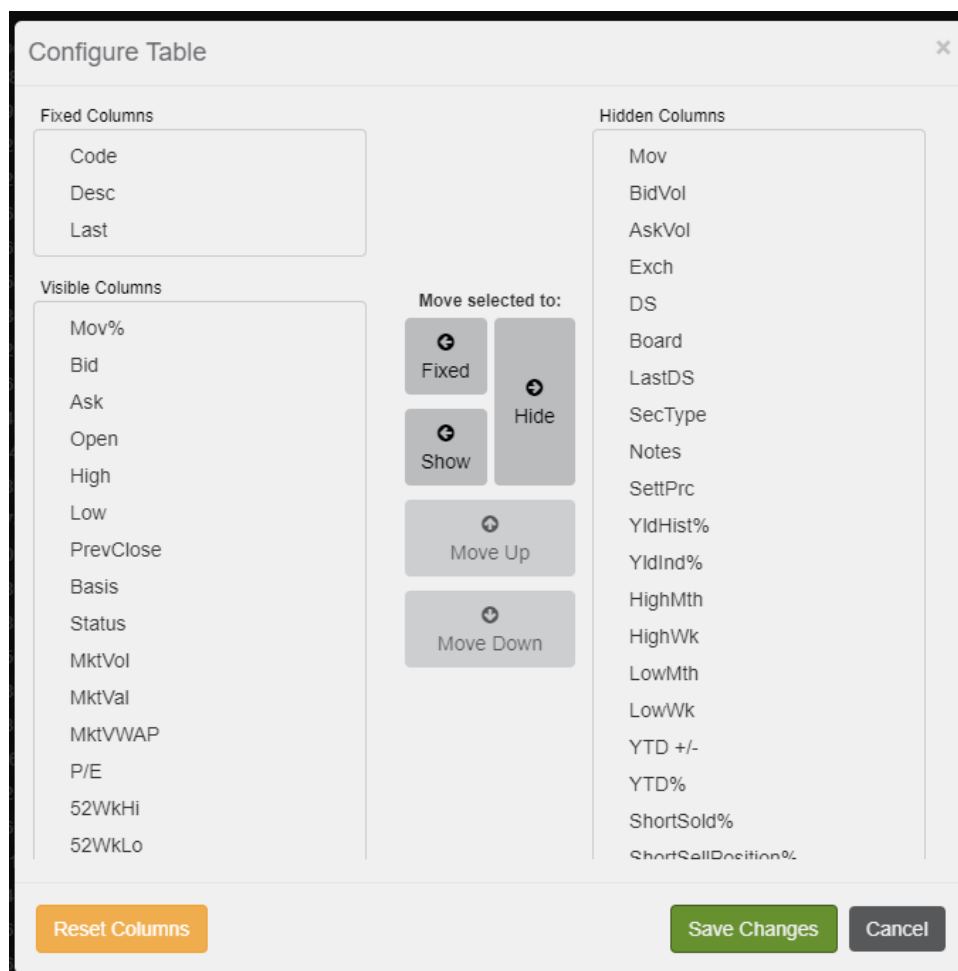 Configure Table
×
Fixed Columns
Code
Desc
Last
Visible Columns
Mov%
Bid
Ask
Open
High
Low
PrevClose
Basis
Status
MktVol
MktVal
MktVWAP
P/E
52WkHi
52WkLo
Move selected to:
Fixed
Show
Hide
Move Up
Move Down
Hidden Columns
Mov
BidVol
AskVol
Exch
DS
Board
LastDS
SecType
Notes
SettPrc
YldHist%
YldInd%
HighMth
HighWk
LowMth
LowWk
YTD +/-
YTD%
ShortSold%
ShortSellPosition%
Reset Columns
Save Changes
Cancel